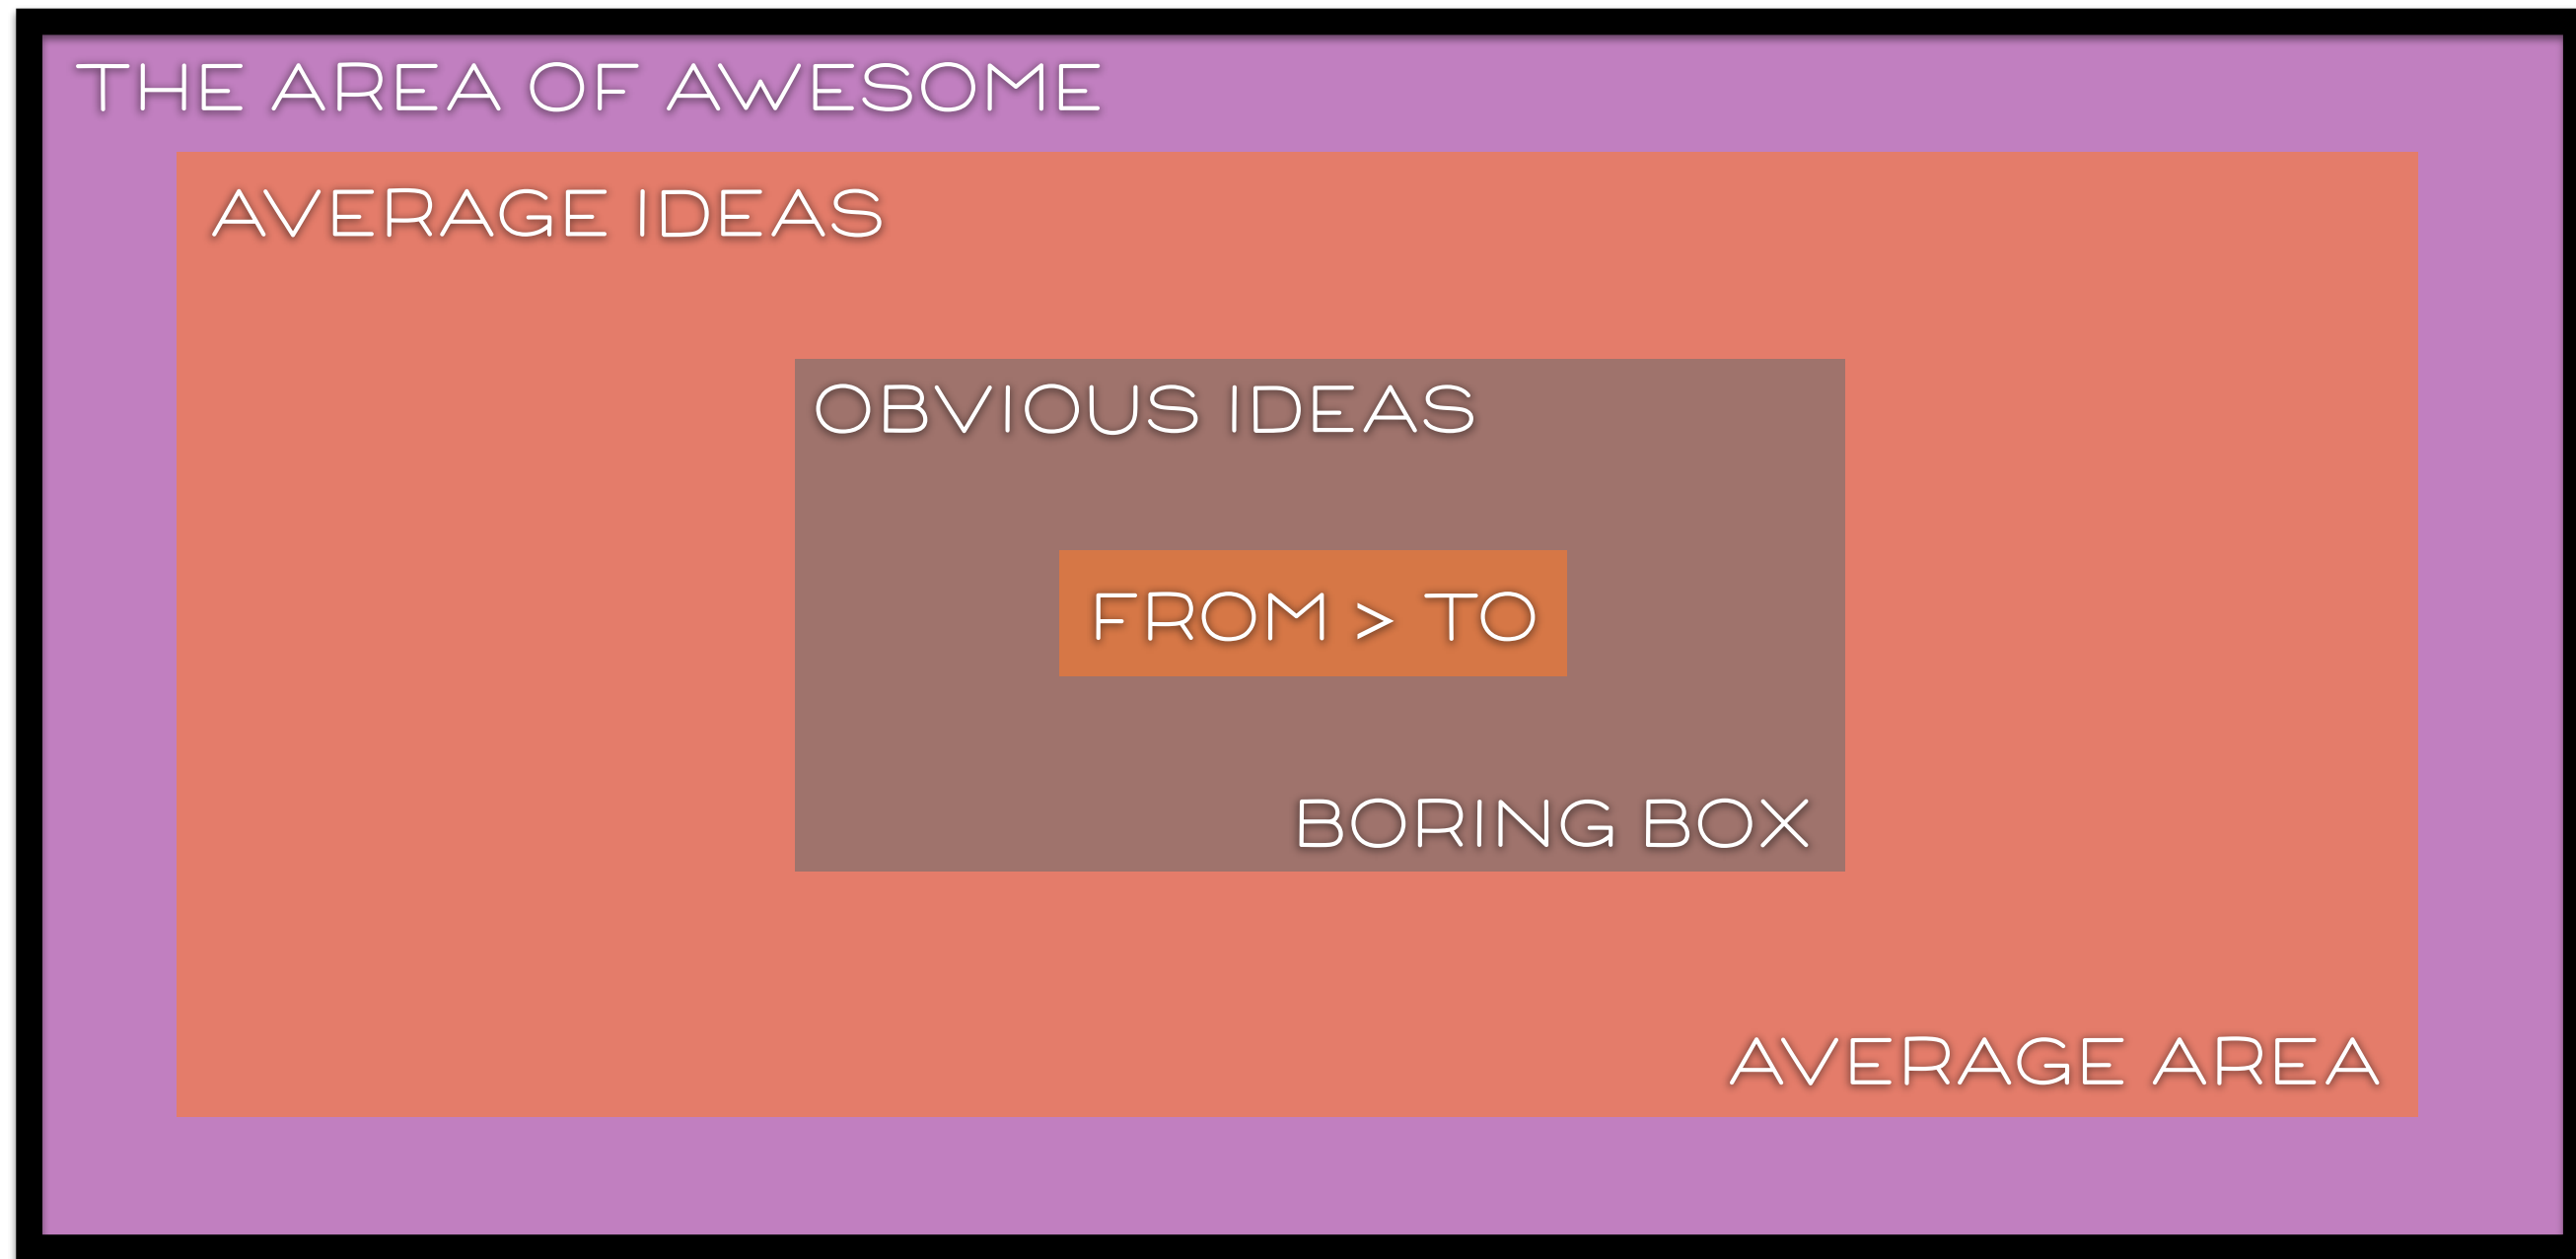 THE AREA OF AWESOME
AVERAGE IDEAS
OBVIOUS IDEAS
FROM > TO
BORING BOX
AVERAGE AREA